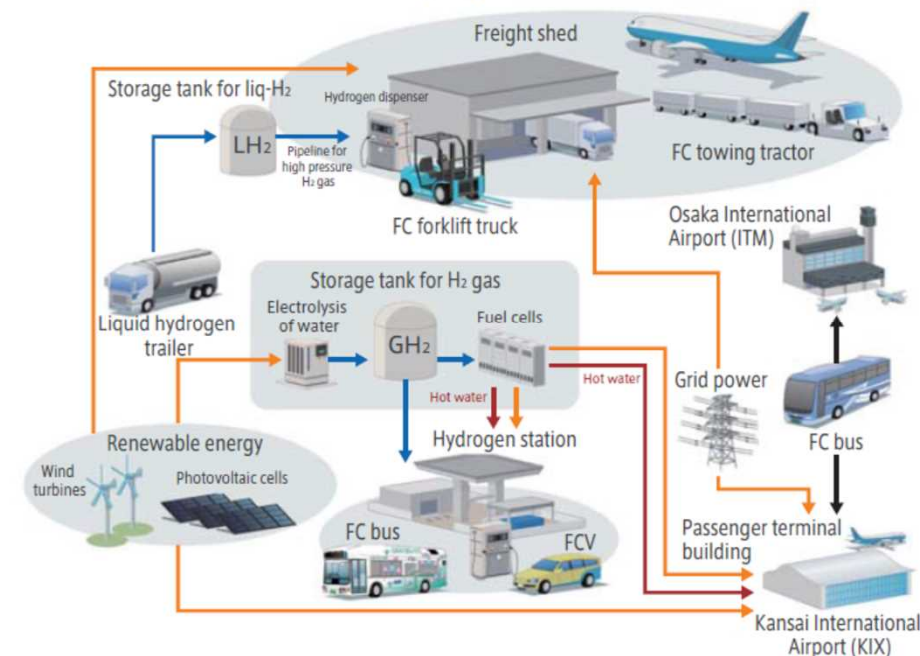 Freight shed
Storage tank for liq-H₂
Hydrogen dispenser
LH₂
Pipeline for
high pressure
H₂ gas
FC towing tractor
FC forklift truck
Osaka International
Airport (ITM)
Liquid hydrogen
trailer
Storage tank for H₂ gas
Electrolysis
of water
GH₂
Fuel cells
Hot water
Hot water
Grid power
FC bus
Hydrogen station
Renewable energy
Wind
turbines
Photovoltaic cells
FC bus
FCV
Passenger terminal
building
Kansai International
Airport (KIX)